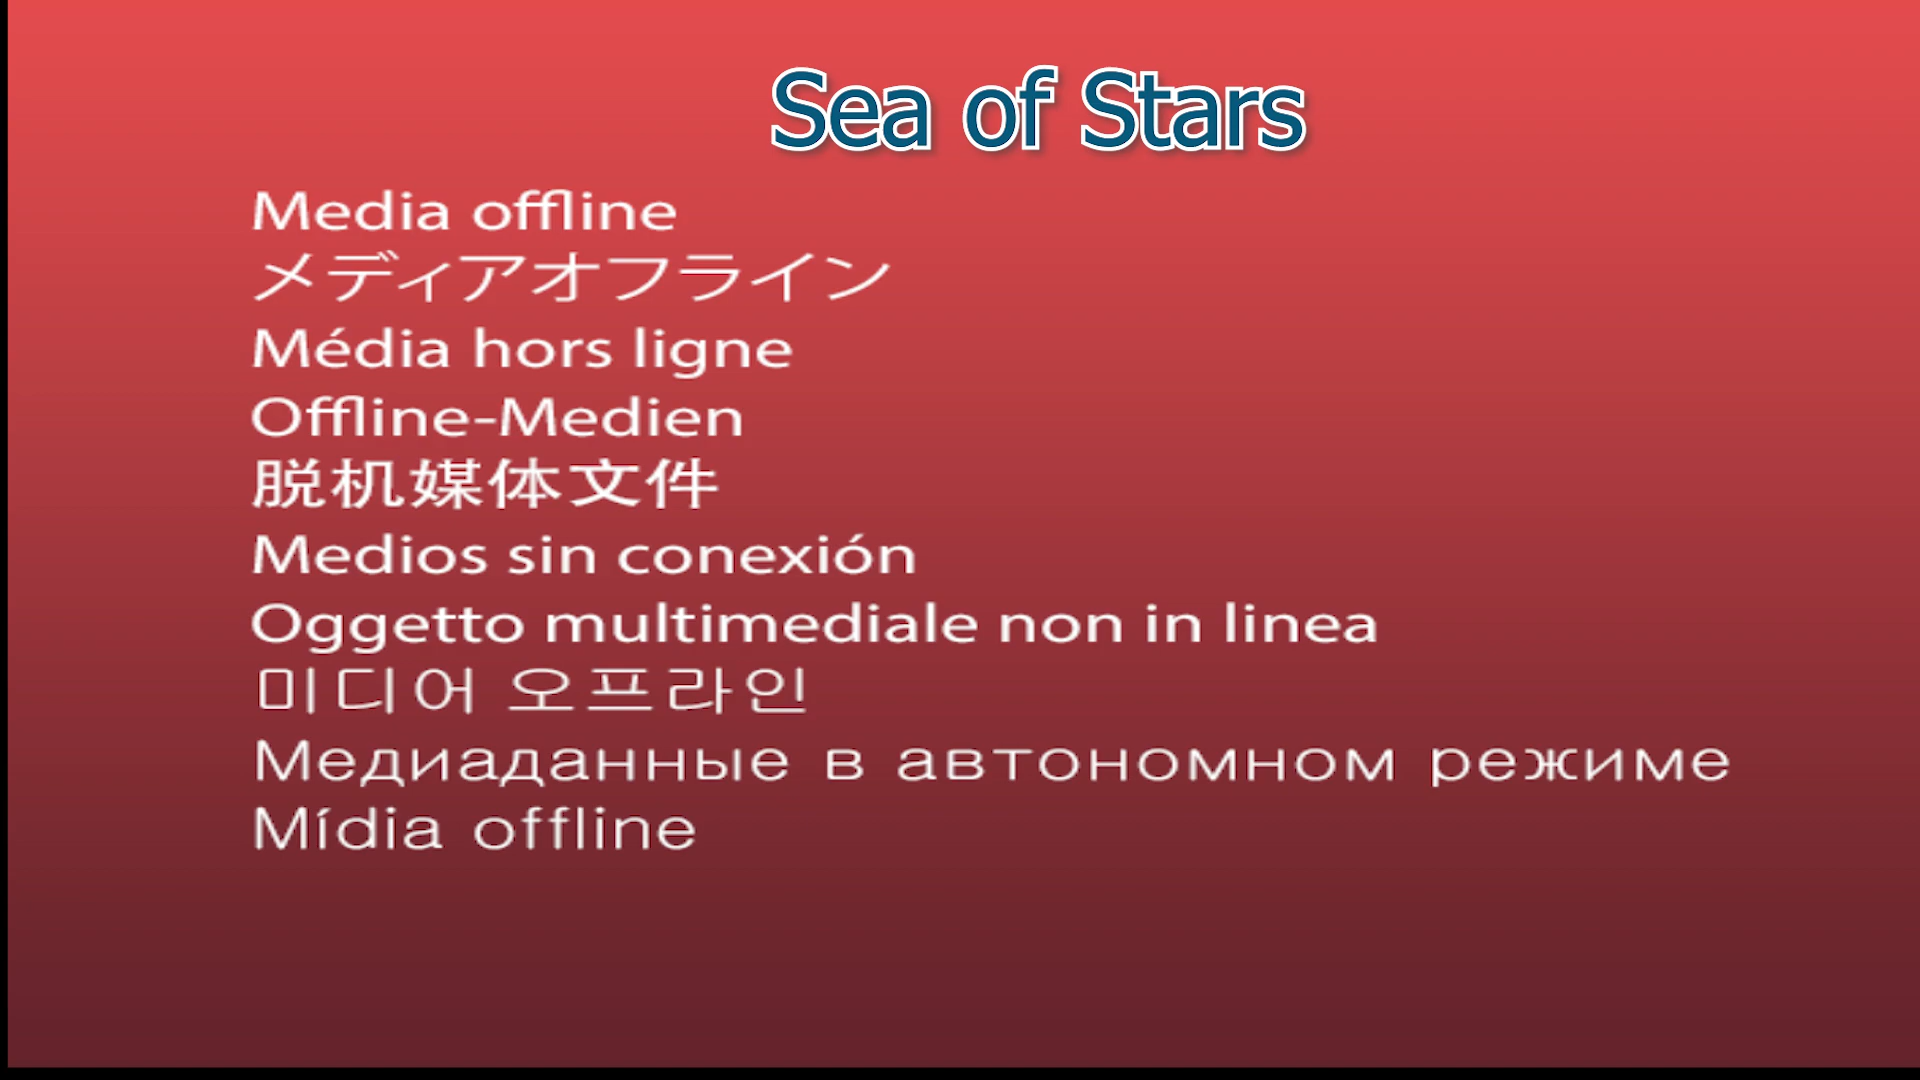 Sea of Stars
Media offline
メディアオフライン
Média hors ligne
Offline-Medien
脱机媒体文件
Medios sin conexión
Oggetto multimediale non in linea
미디어 오프라인
Медиаданные в автономном режиме
Mídia offline